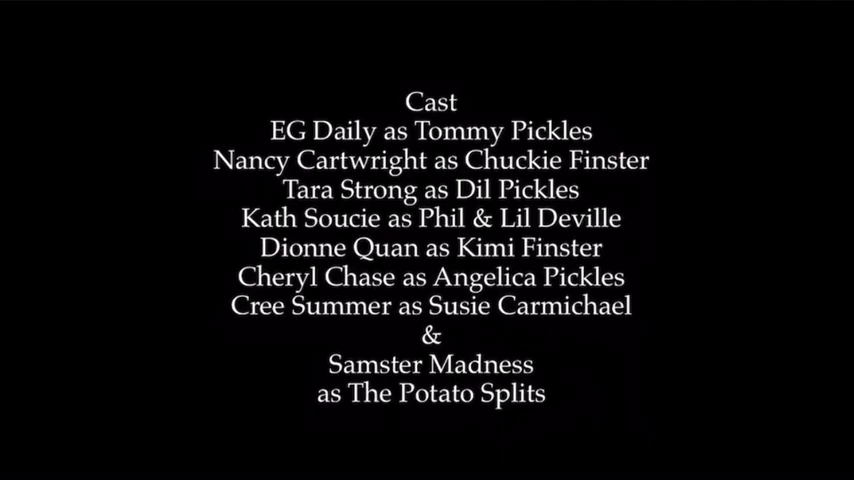 Cast
EG Daily as Tommy Pickles
Nancy Cartwright as Chuckie Finster
Tara Strong as Dil Pickles
Kath Soucie as Phil & Lil Deville
Dionne Quan as Kimi Finster
Cheryl Chase as Angelica Pickles
Cree Summer as Susie Carmichael
&
Samster Madness
as The Potato Splits